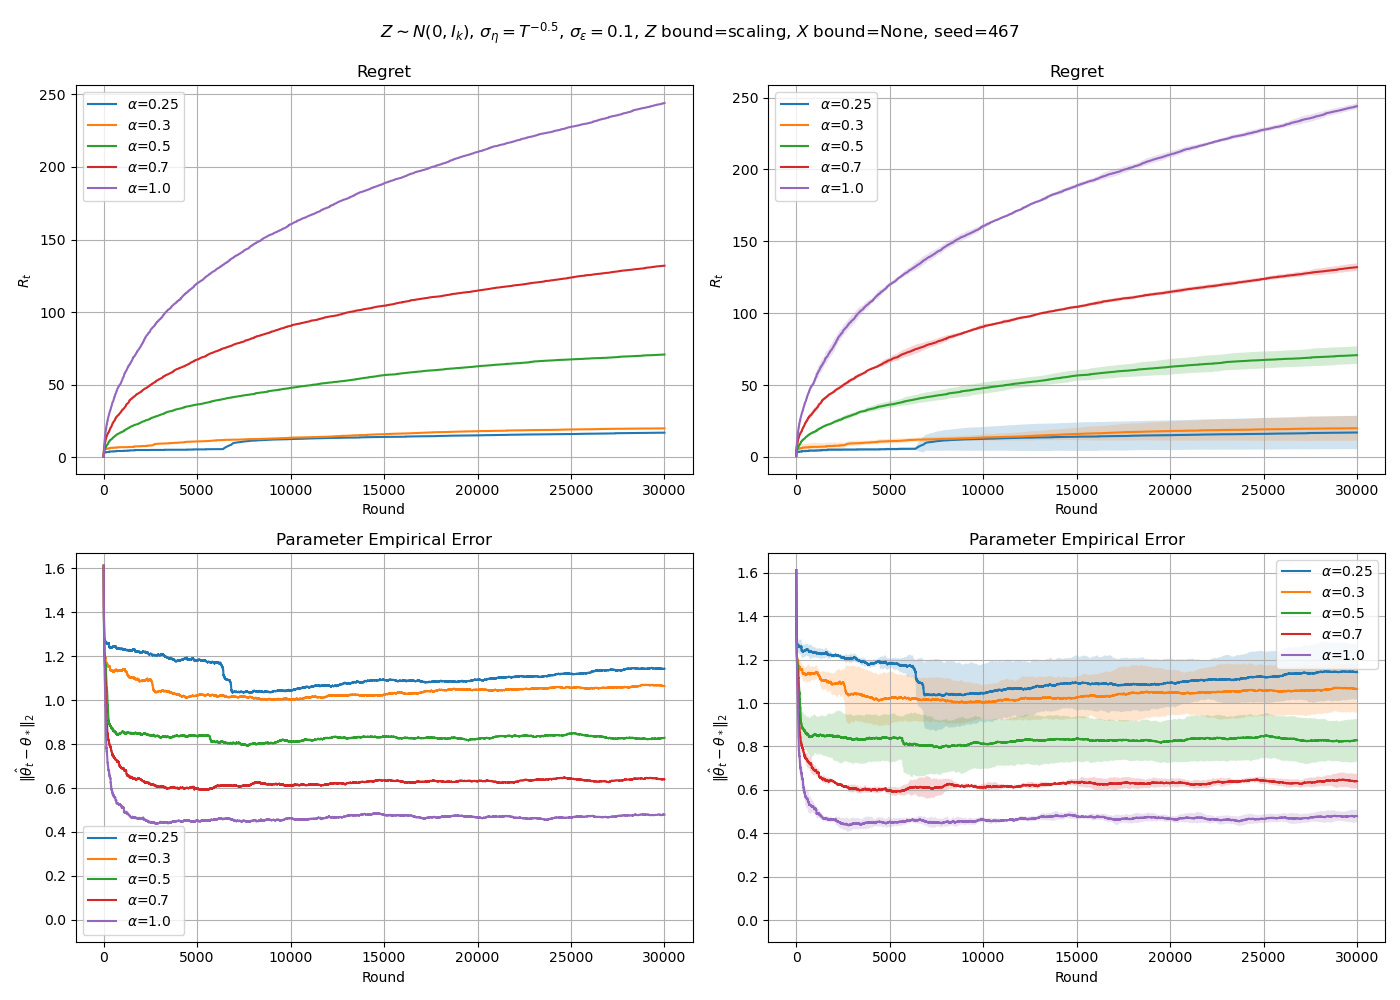 Z ∼ N(0, I_k), σ_η = T^{−0.5}, σ_ε = 0.1, Z bound=scaling, X bound=None, seed=467
Regret
250
200
150
100
50
0
R_t
α=0.25
α=0.3
α=0.5
α=0.7
α=1.0
0 5000 10000 15000 20000 25000 30000
Round
Regret
250
200
150
100
50
0
R_t
α=0.25
α=0.3
α=0.5
α=0.7
α=1.0
0 5000 10000 15000 20000 25000 30000
Round
Parameter Empirical Error
1.6
1.4
1.2
1.0
0.8
0.6
0.4
0.2
0.0
‖θ̂_t − θ_*‖_2
α=0.25
α=0.3
α=0.5
α=0.7
α=1.0
0 5000 10000 15000 20000 25000 30000
Round
Parameter Empirical Error
1.6
1.4
1.2
1.0
0.8
0.6
0.4
0.2
0.0
‖θ̂_t − θ_*‖_2
α=0.25
α=0.3
α=0.5
α=0.7
α=1.0
0 5000 10000 15000 20000 25000 30000
Round